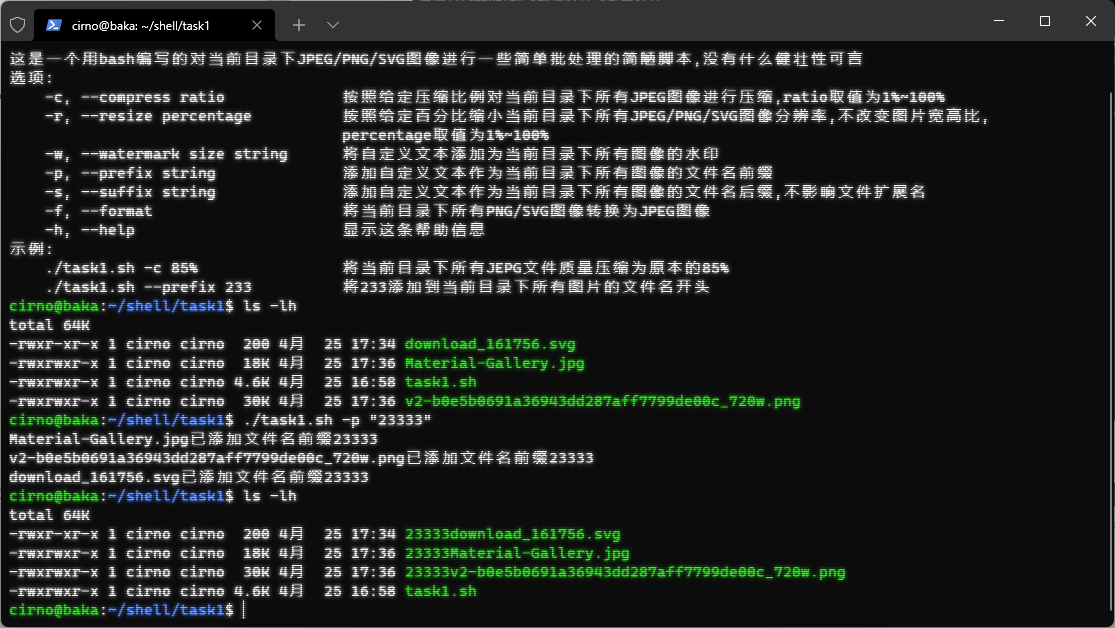 cirno@baka: ~/shell/task1
这是一个用bash编写的对当前目录下JPEG/PNG/SVG图像进行一些简单批处理的简陋脚本,没有什么健壮性可言
选项:
    -c, --compress ratio             按照给定压缩比例对当前目录下所有JPEG图像进行压缩,ratio取值为1%~100%
    -r, --resize percentage          按照给定百分比缩小当前目录下所有JPEG/PNG/SVG图像分辨率,不改变图片宽高比,
                                     percentage取值为1%~100%
    -w, --watermark size string      将自定义文本添加为当前目录下所有图像的水印
    -p, --prefix string              添加自定义文本作为当前目录下所有图像的文件名前缀
    -s, --suffix string              添加自定义文本作为当前目录下所有图像的文件名后缀,不影响文件扩展名
    -f, --format                     将当前目录下所有PNG/SVG图像转换为JPEG图像
    -h, --help                       显示这条帮助信息
示例:
    ./task1.sh -c 85%                将当前目录下所有JEPG文件质量压缩为原本的85%
    ./task1.sh --prefix 233          将233添加到当前目录下所有图片的文件名开头
cirno@baka:~/shell/task1$ ls -lh
total 64K
-rwxr-xr-x 1 cirno cirno  200 4月  25 17:34 download_161756.svg
-rwxrwxr-x 1 cirno cirno  18K 4月  25 17:36 Material-Gallery.jpg
-rwxrwxr-x 1 cirno cirno 4.6K 4月  25 16:58 task1.sh
-rwxrwxr-x 1 cirno cirno  30K 4月  25 17:36 v2-b0e5b0691a36943dd287aff7799de00c_720w.png
cirno@baka:~/shell/task1$ ./task1.sh -p "23333"
Material-Gallery.jpg已添加文件名前缀23333
v2-b0e5b0691a36943dd287aff7799de00c_720w.png已添加文件名前缀23333
download_161756.svg已添加文件名前缀23333
cirno@baka:~/shell/task1$ ls -lh
total 64K
-rwxr-xr-x 1 cirno cirno  200 4月  25 17:34 23333download_161756.svg
-rwxrwxr-x 1 cirno cirno  18K 4月  25 17:36 23333Material-Gallery.jpg
-rwxrwxr-x 1 cirno cirno  30K 4月  25 17:36 23333v2-b0e5b0691a36943dd287aff7799de00c_720w.png
-rwxrwxr-x 1 cirno cirno 4.6K 4月  25 16:58 task1.sh
cirno@baka:~/shell/task1$